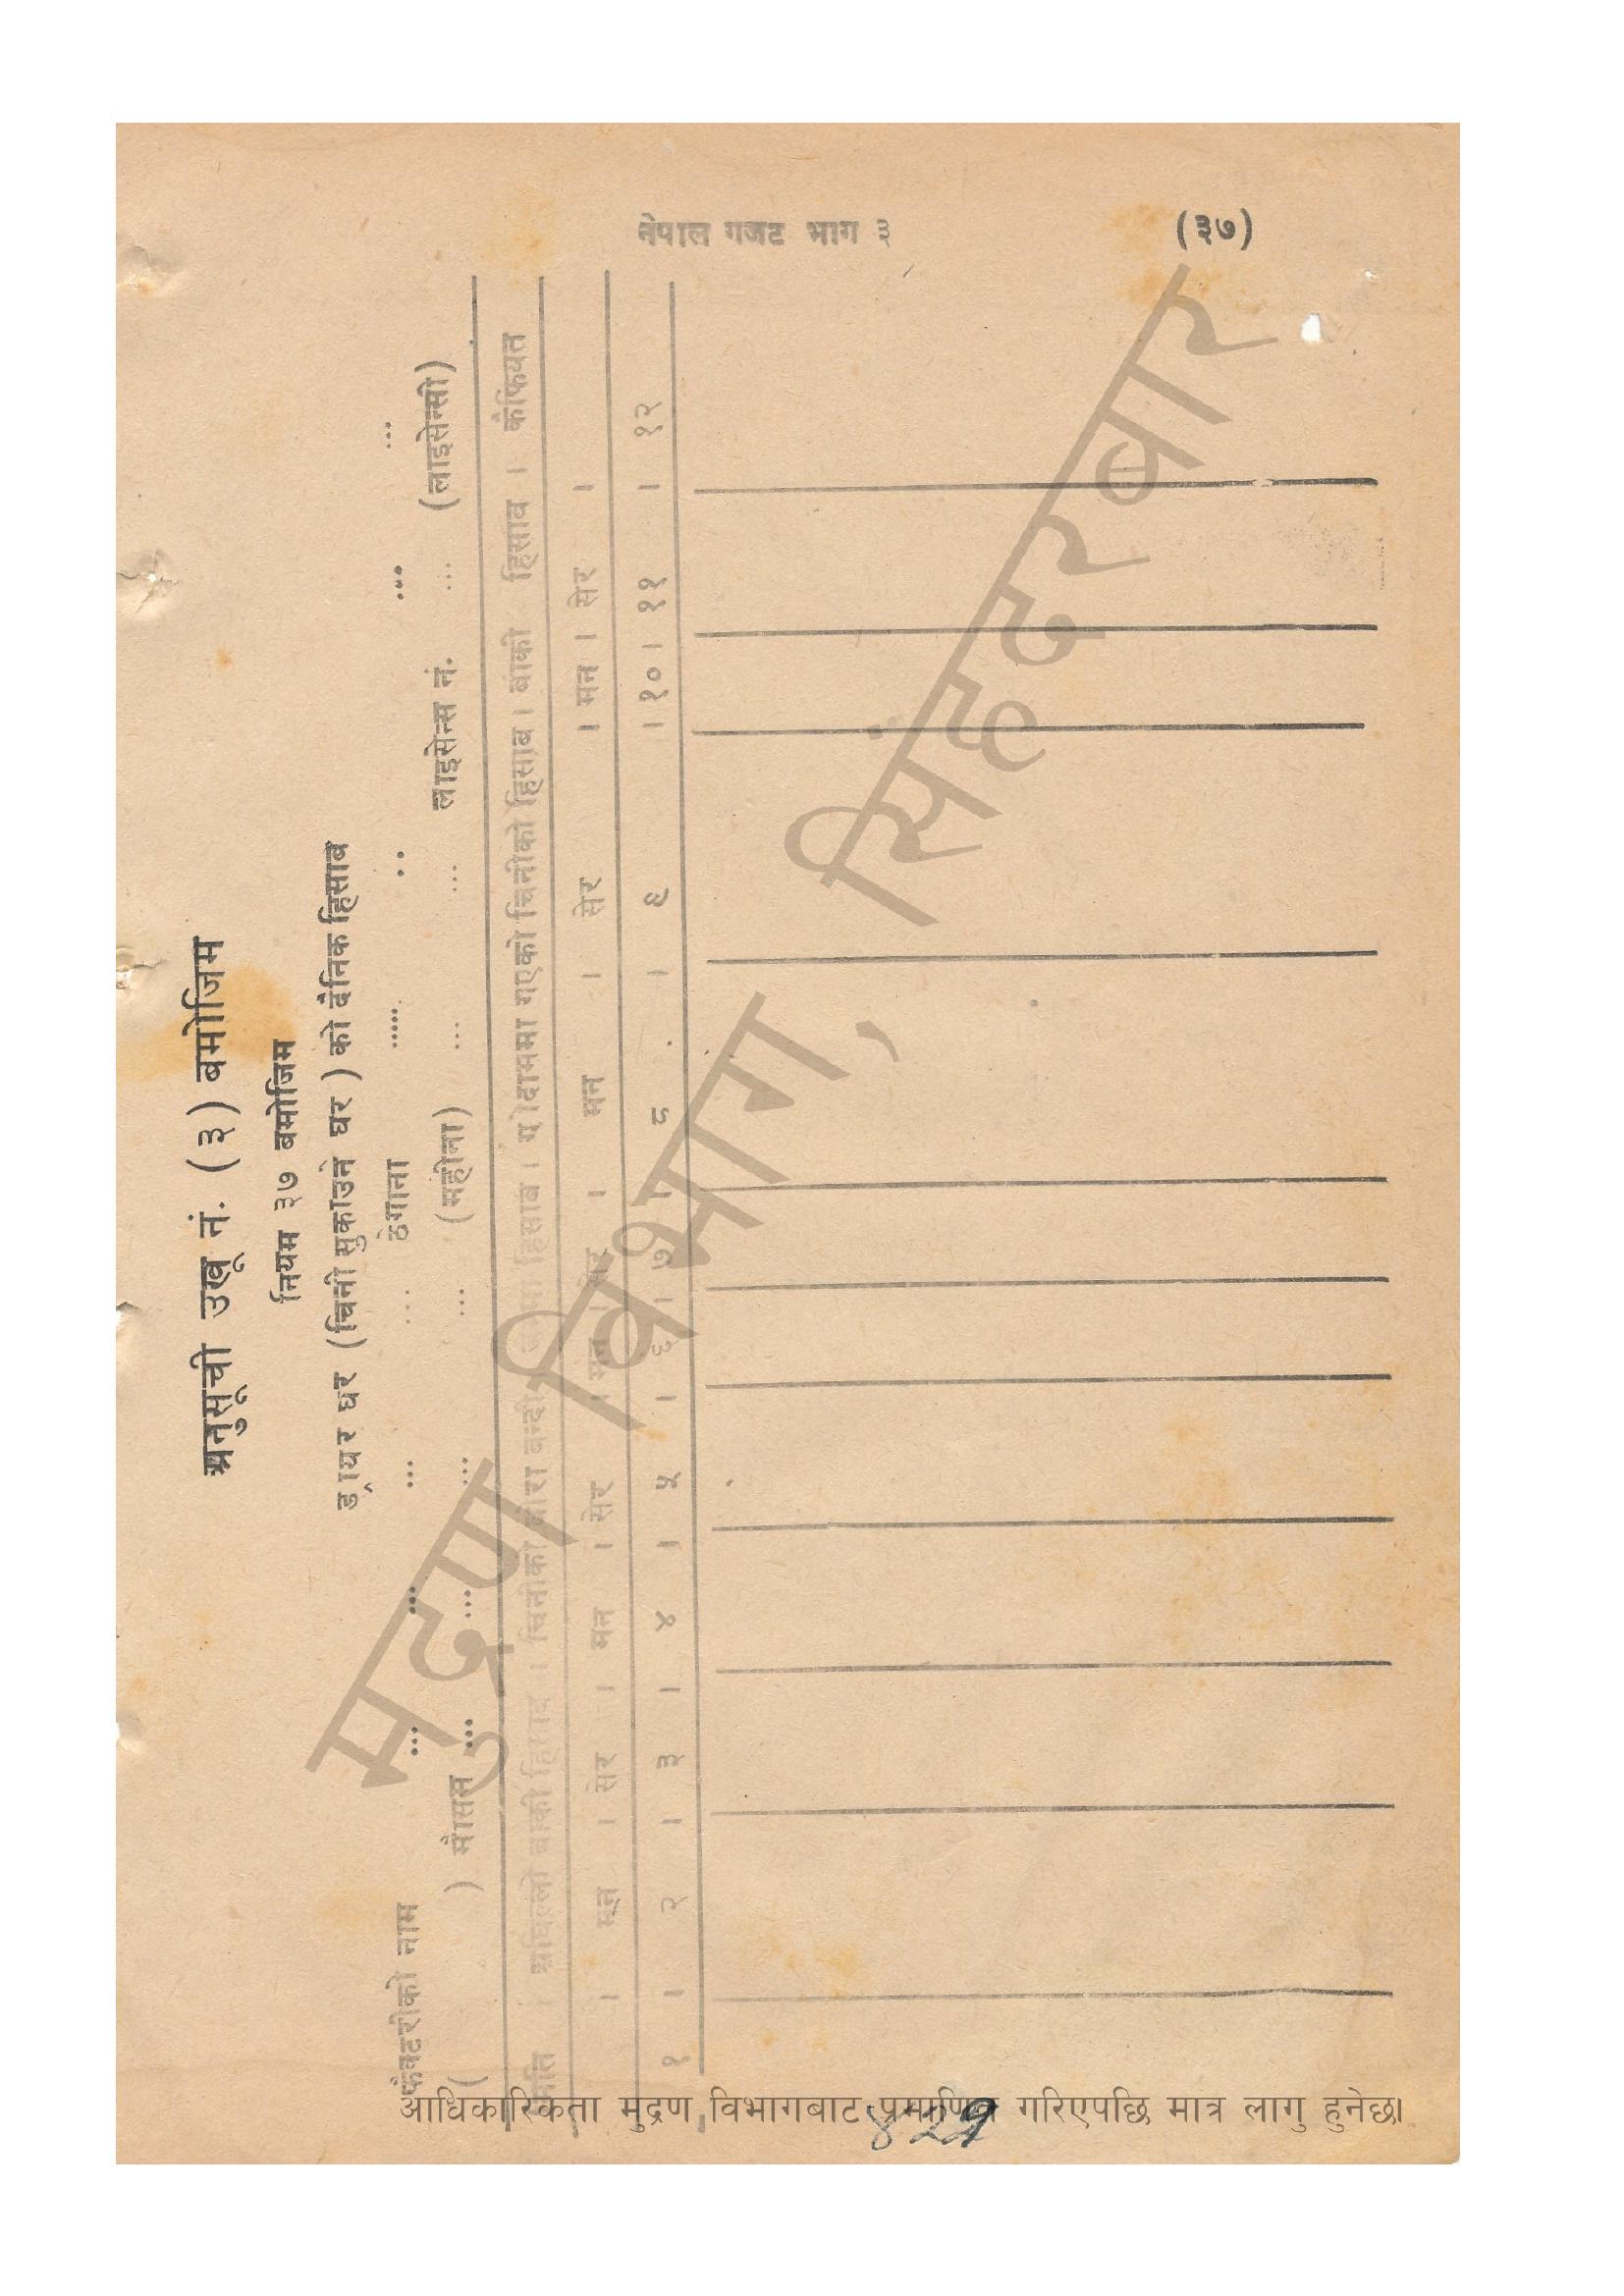 नेपाल गजट भाग ३ (३७)
अनुसूची उखू नं. (३) बमोजिम
नियम ३७ बमोजिम
ड्रायर घर (चिनी सुकाउने घर) को दैनिक हिसाब
फैक्टरीको नाम ... ... ... ... ठेगाना ..... .. ... ...
( ) मौसम ... ... ... ... (महीना) ... ... लाइसेन्स नं. ... (लाइसेन्सी)
मिति । अघिल्लो बाकी हिसाब । चिनीको बोरा बन्दी हिसाब । गोदाममा गएको चिनीको हिसाब । बाकी हिसाब । कैफियत
। मन । सेर । मन । सेर । मन । सेर । मन । सेर । मन । सेर ।
१ । २ । ३ । ४ । ५ । ६ । ७ । ८ । ९ । १० । ११ । १२
मुद्रण विभाग, सिंहदरबार
आधिकारिकता मुद्रण विभागबाट प्रमाणित गरिएपछि मात्र लागु हुनेछ।